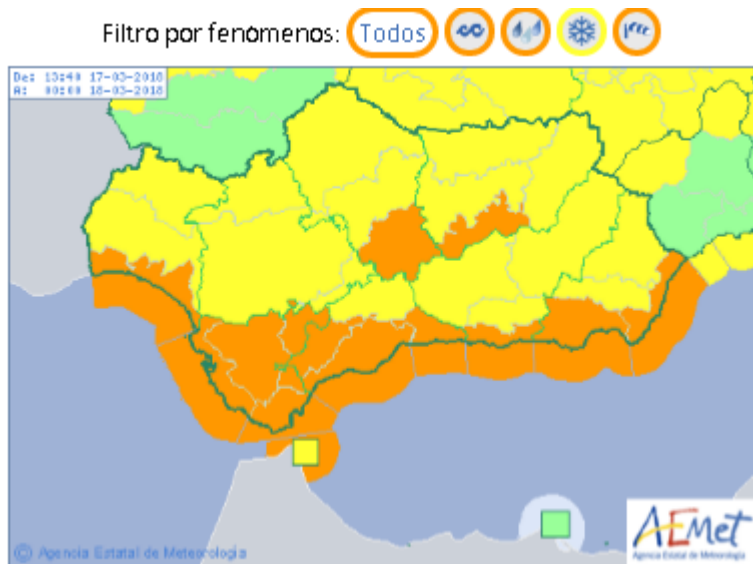 Filtro por fenómenos: Todos
De: 13:40 17-03-2018
A: 00:00 18-03-2018
© Agencia Estatal de Meteorología
AEMet
Agencia Estatal de Meteorología